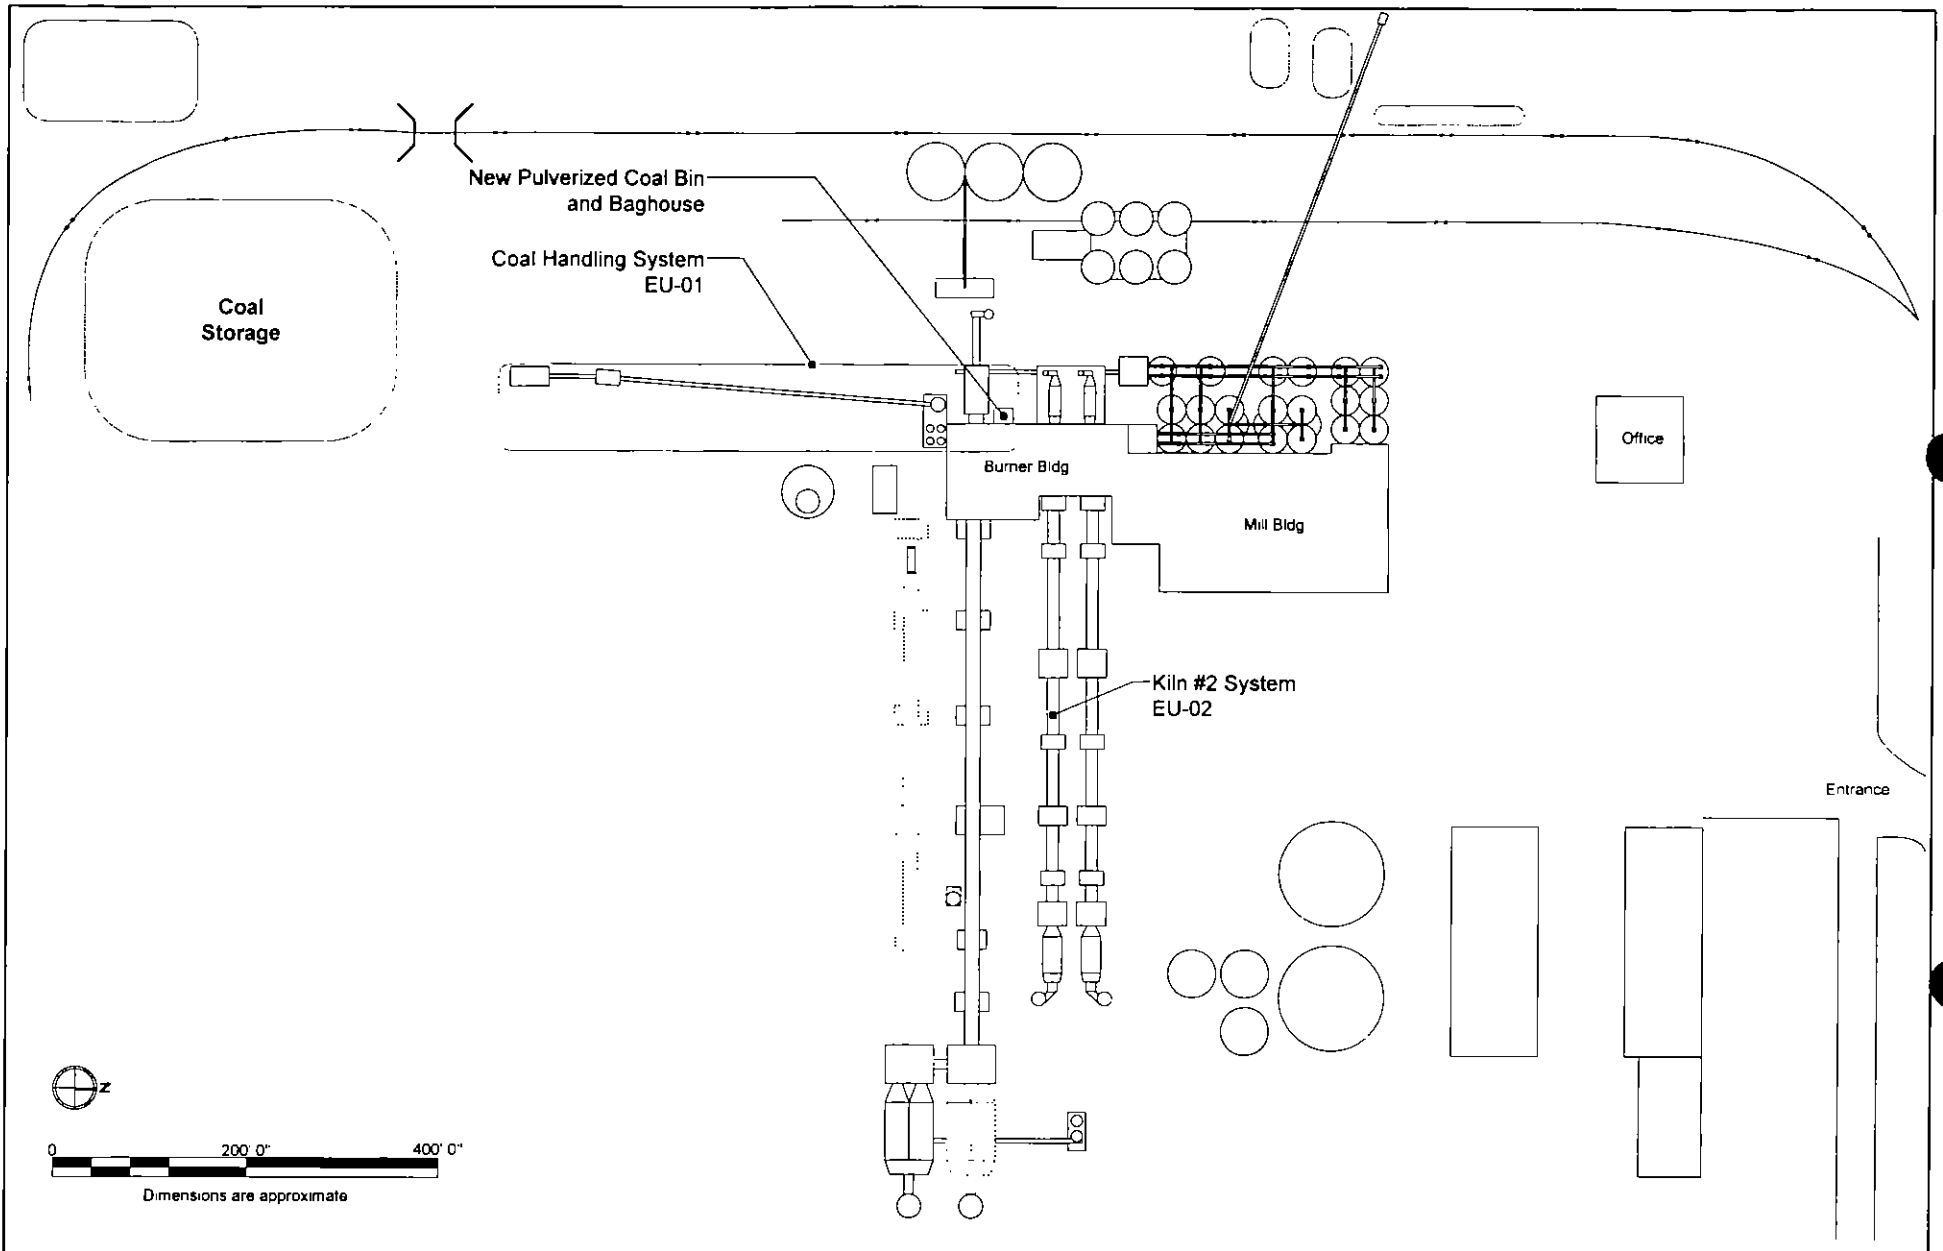 New Pulverized Coal Bin
and Baghouse
Coal Handling System
EU-01
Coal
Storage
Office
Burner Bldg
Mill Bldg
Kiln #2 System
EU-02
Entrance
N
0
200' 0"
400' 0"
Dimensions are approximate